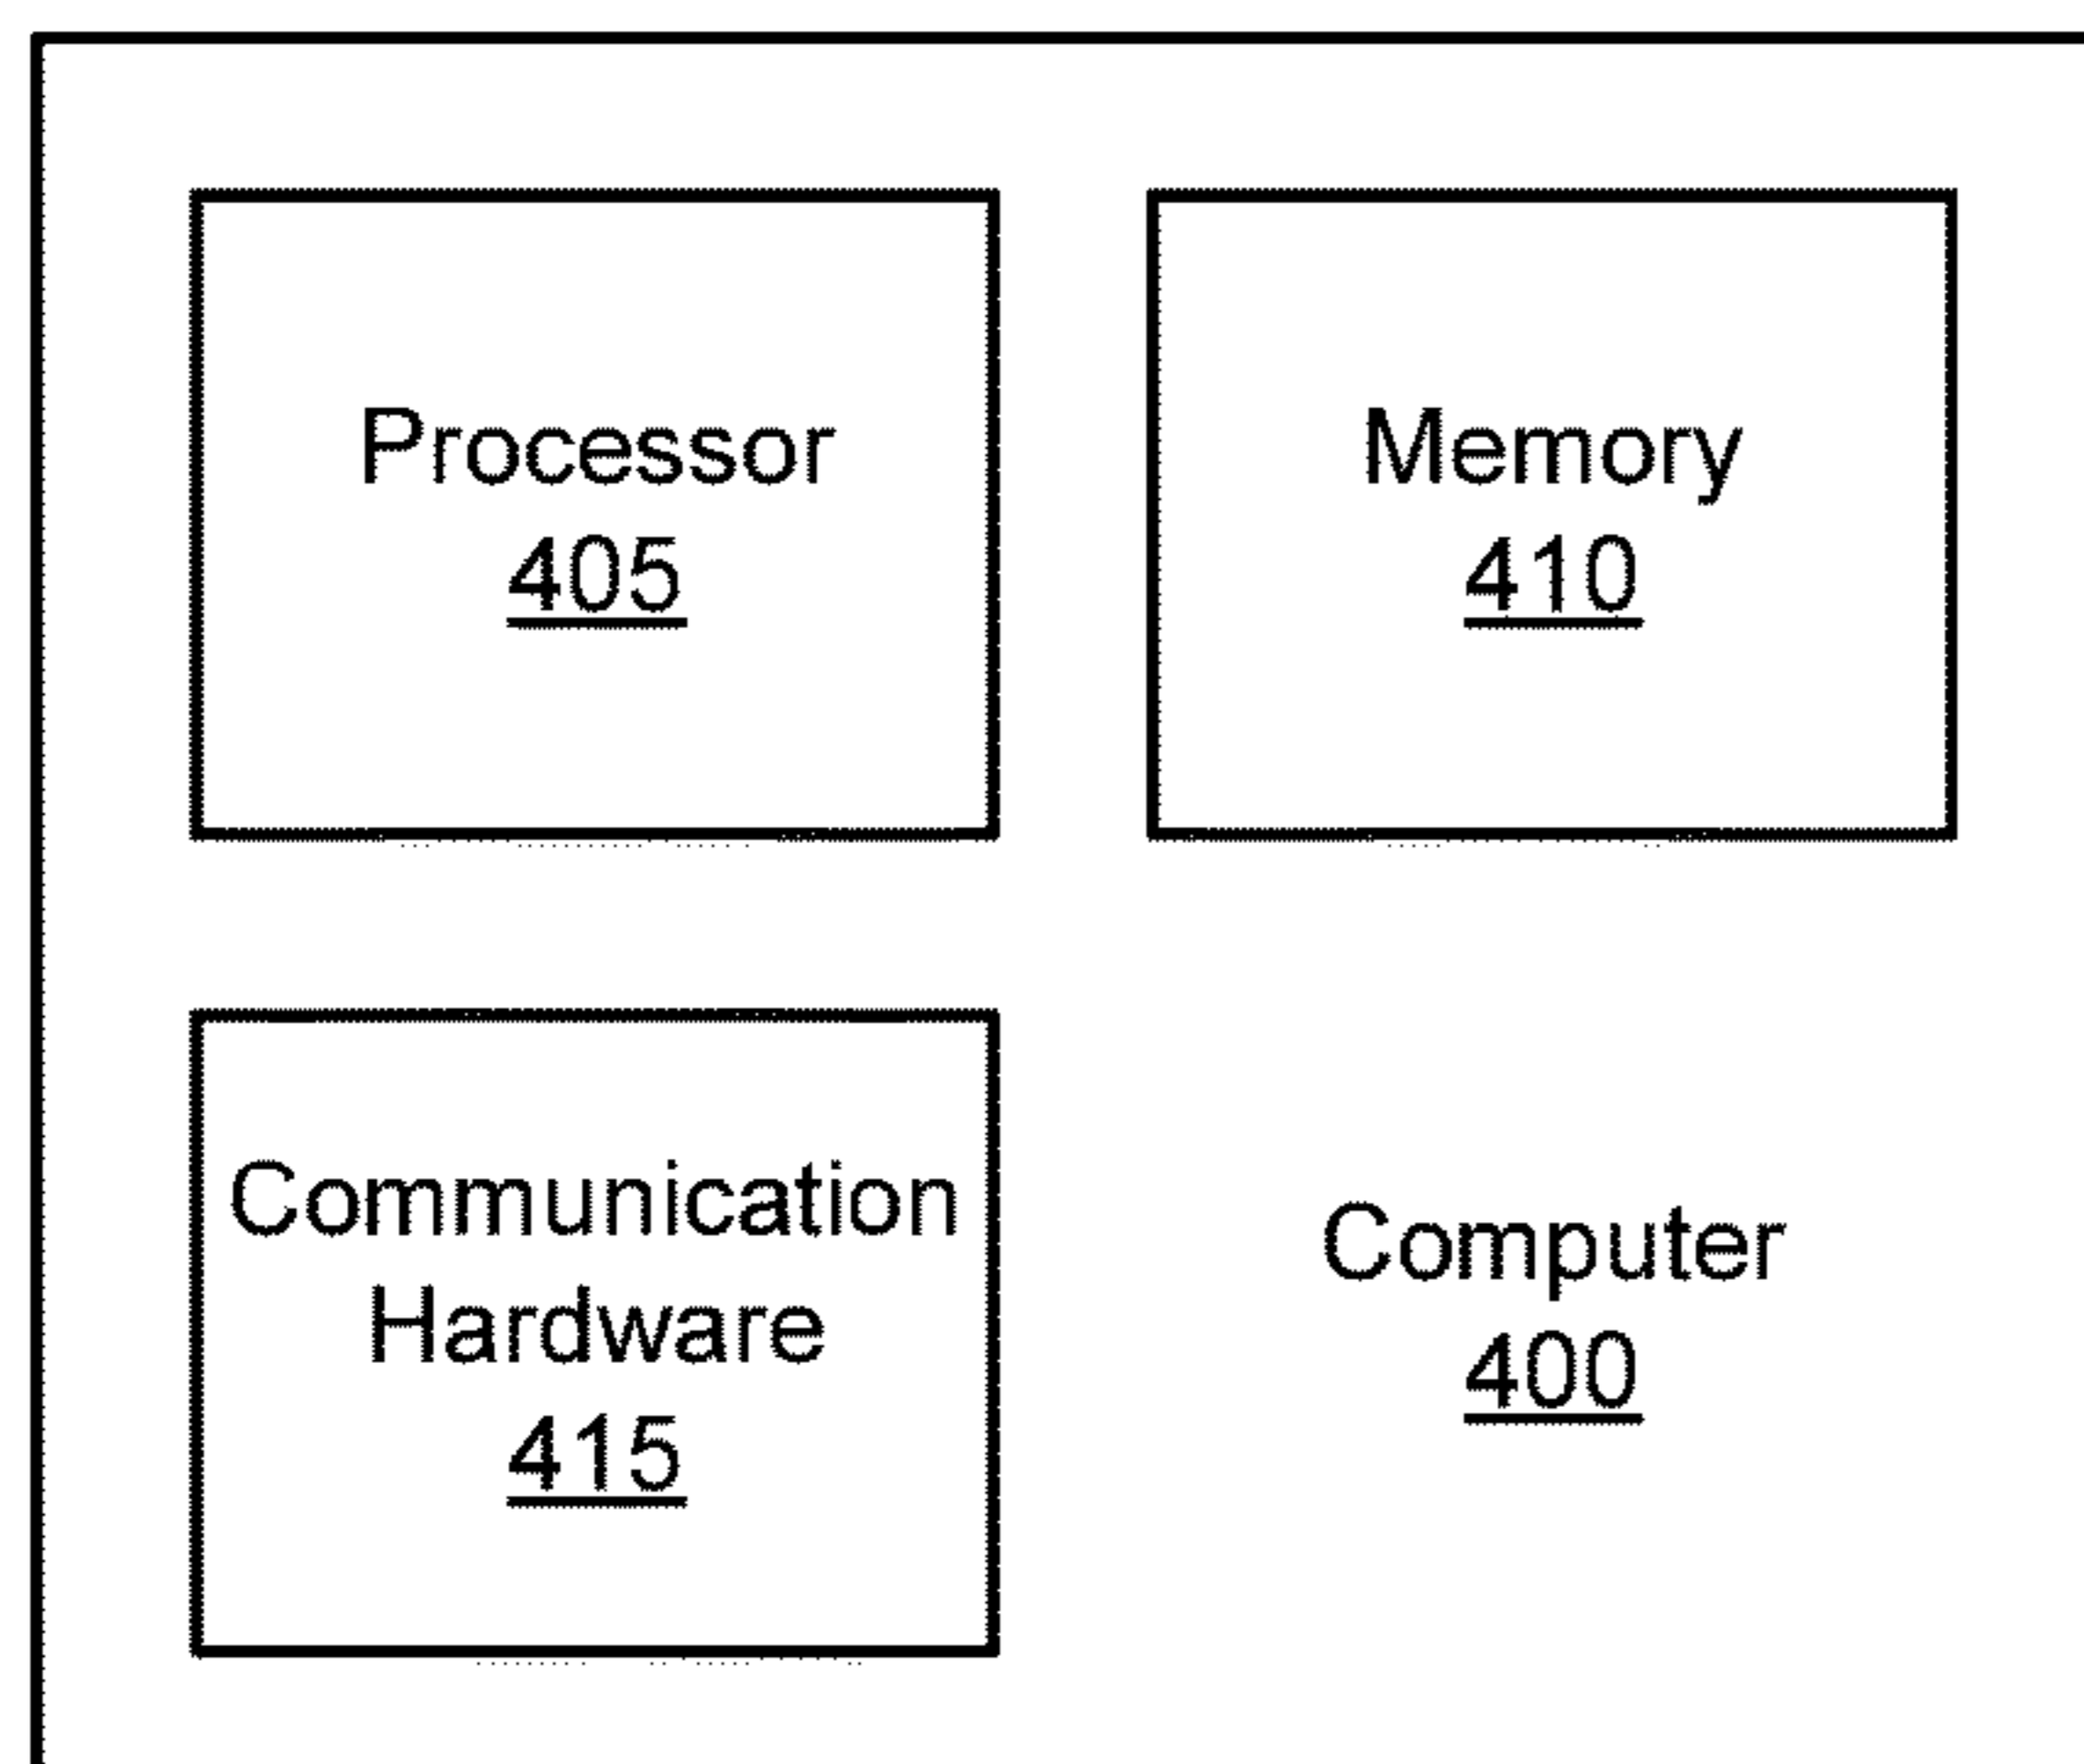 Processor
405
Memory
410
Communication
Hardware
415
Computer
400